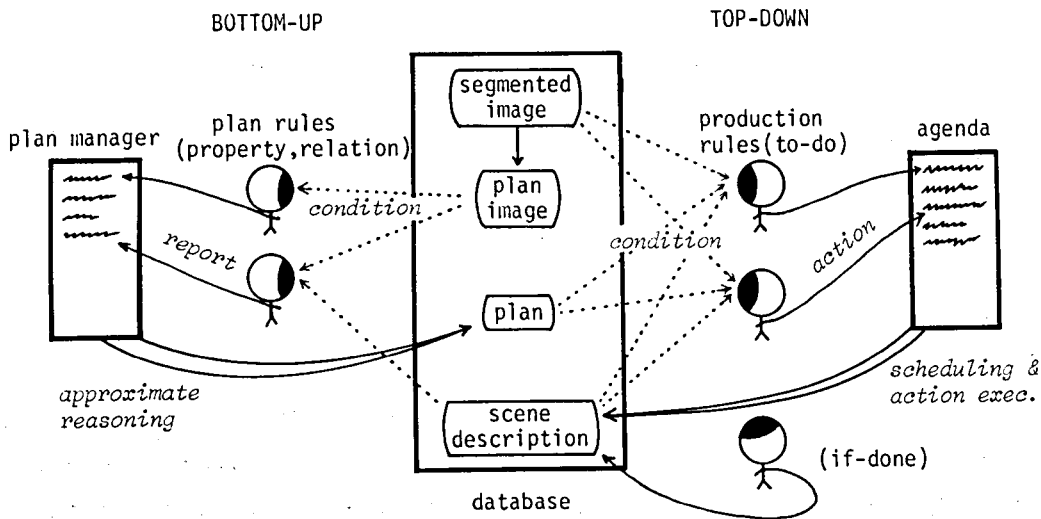 BOTTOM-UP
TOP-DOWN
segmented
image
plan manager
plan rules
(property,relation)
production
rules(to-do)
agenda
plan
image
condition
condition
report
action
plan
approximate
reasoning
scheduling &
action exec.
scene
description
(if-done)
database